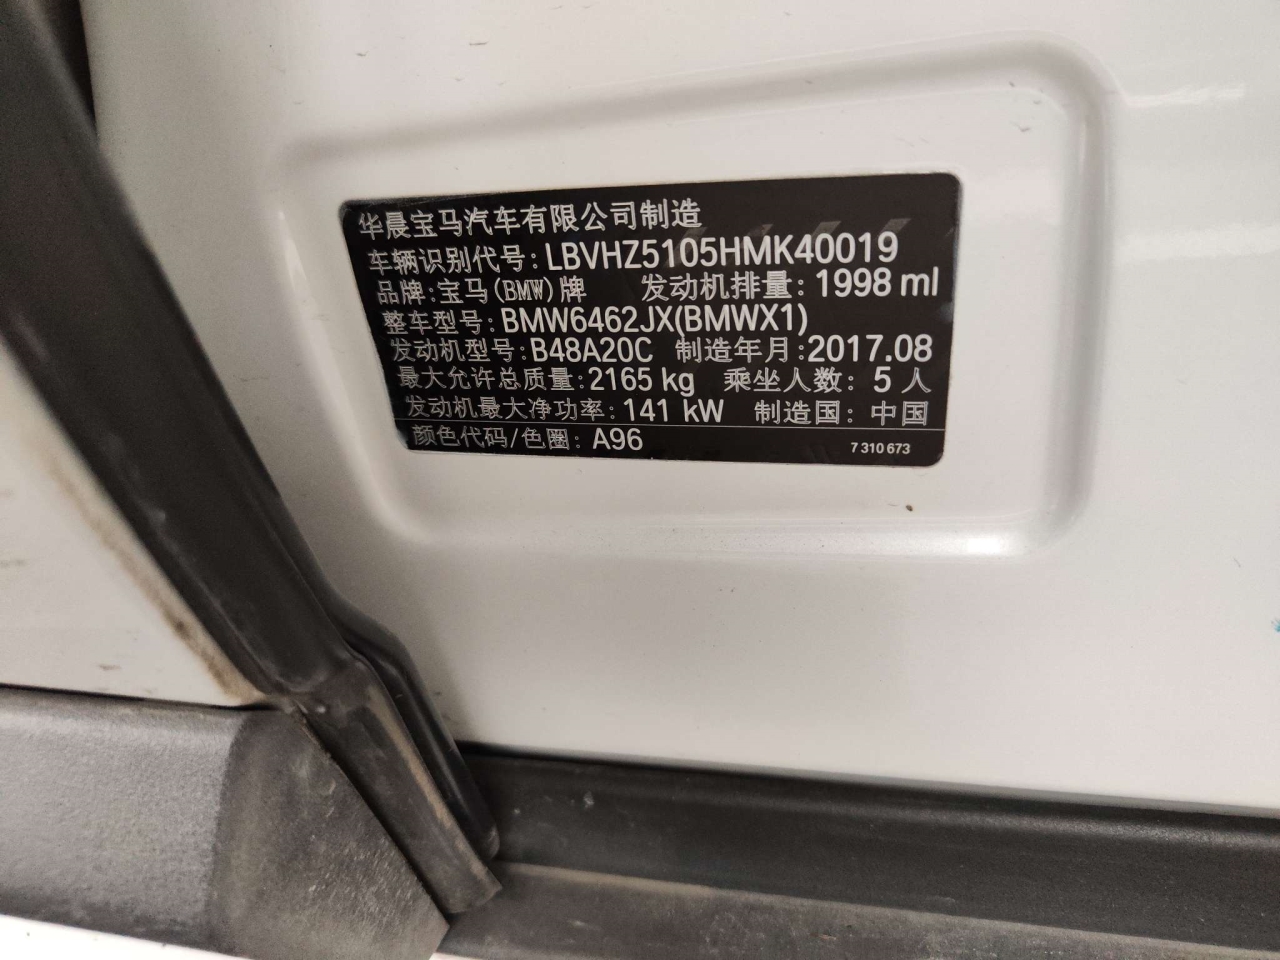 华晨宝马汽车有限公司制造
车辆识别代号: LBVHZ5105HMK40019
品牌: 宝马(BMW)牌 发动机排量: 1998 ml
整车型号: BMW6462JX(BMWX1)
发动机型号: B48A20C 制造年月: 2017.08
最大允许总质量: 2165 kg 乘坐人数: 5 人
发动机最大净功率: 141 kW 制造国: 中国
颜色代码/色圈: A96 7 310 673